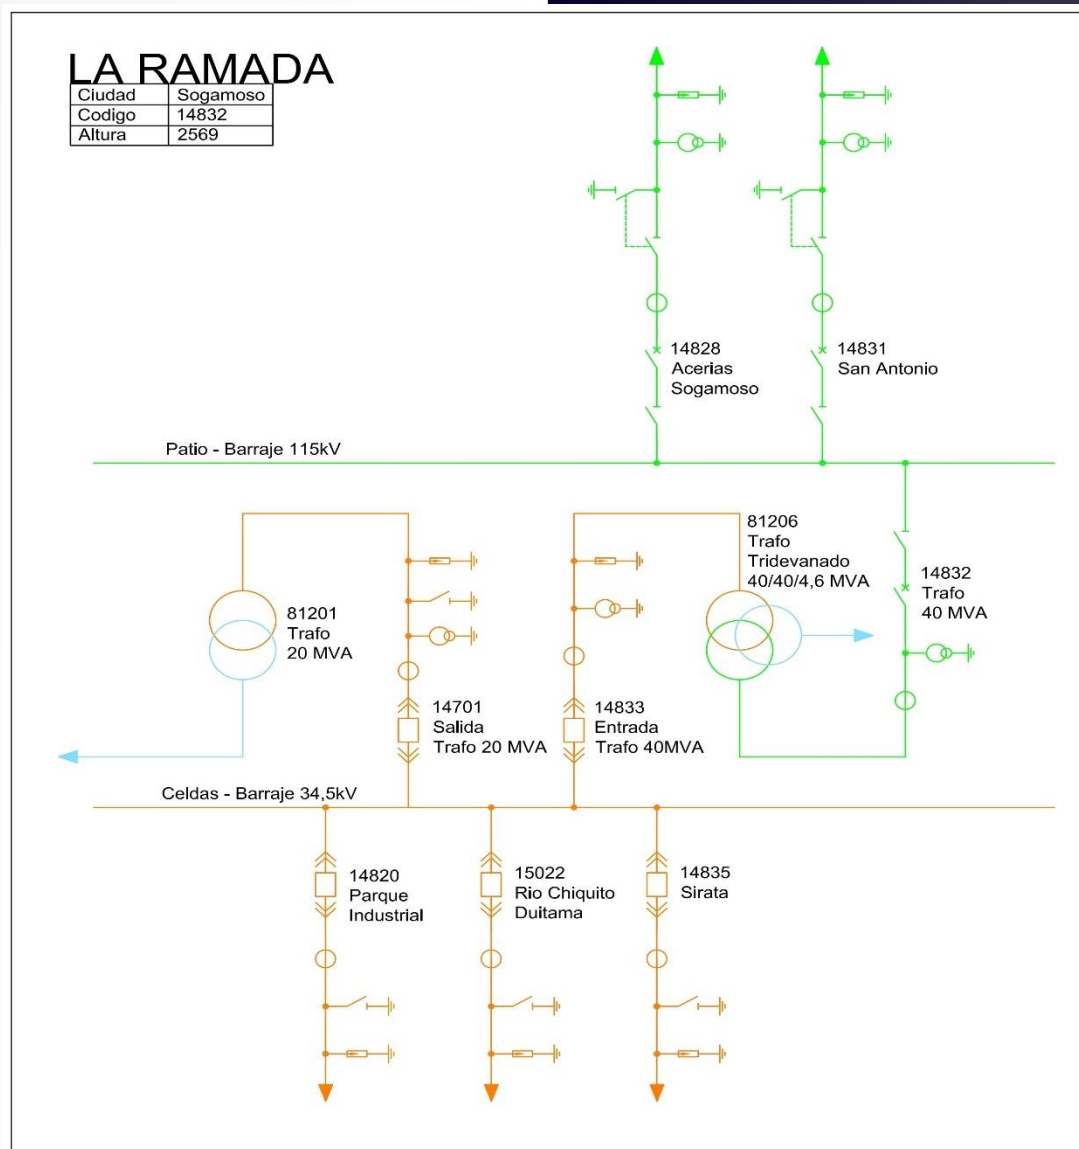 LA RAMADA
Ciudad Sogamoso
Codigo 14832
Altura 2569
14828
Acerias
Sogamoso
14831
San Antonio
Patio - Barraje 115kV
81206
Trafo
Tridevanado
40/40/4,6 MVA
14832
Trafo
40 MVA
81201
Trafo
20 MVA
14701
Salida
Trafo 20 MVA
14833
Entrada
Trafo 40MVA
Celdas - Barraje 34,5kV
14820
Parque
Industrial
15022
Rio Chiquito
Duitama
14835
Sirata